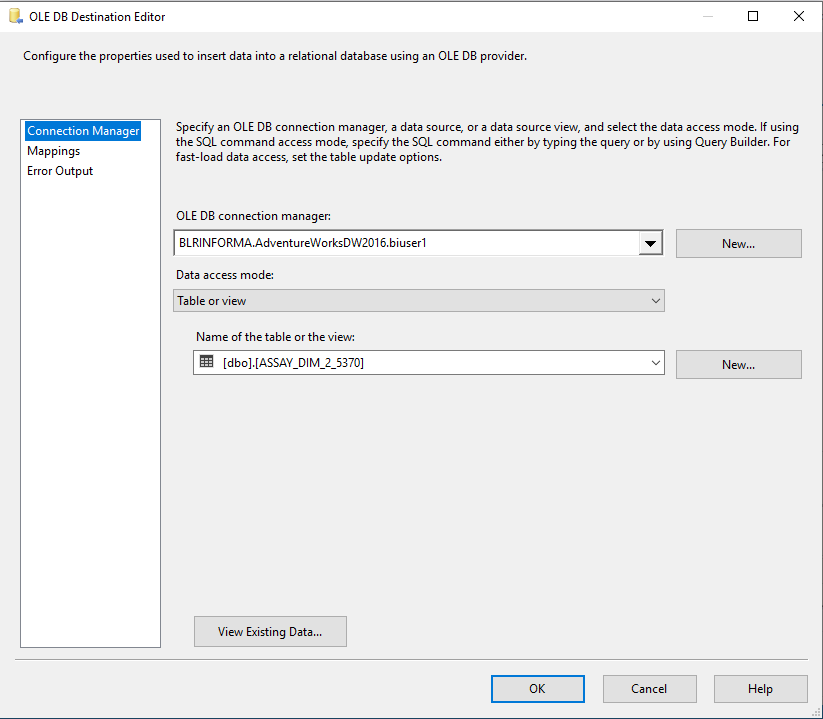 OLE DB Destination Editor
Configure the properties used to insert data into a relational database using an OLE DB provider.
Connection Manager
Mappings
Error Output
Specify an OLE DB connection manager, a data source, or a data source view, and select the data access mode. If using
the SQL command access mode, specify the SQL command either by typing the query or by using Query Builder. For
fast-load data access, set the table update options.
OLE DB connection manager:
BLRINFORMA.AdventureWorksDW2016.biuser1
New...
Data access mode:
Table or view
Name of the table or the view:
[dbo].[ASSAY_DIM_2_5370]
New...
View Existing Data...
OK
Cancel
Help